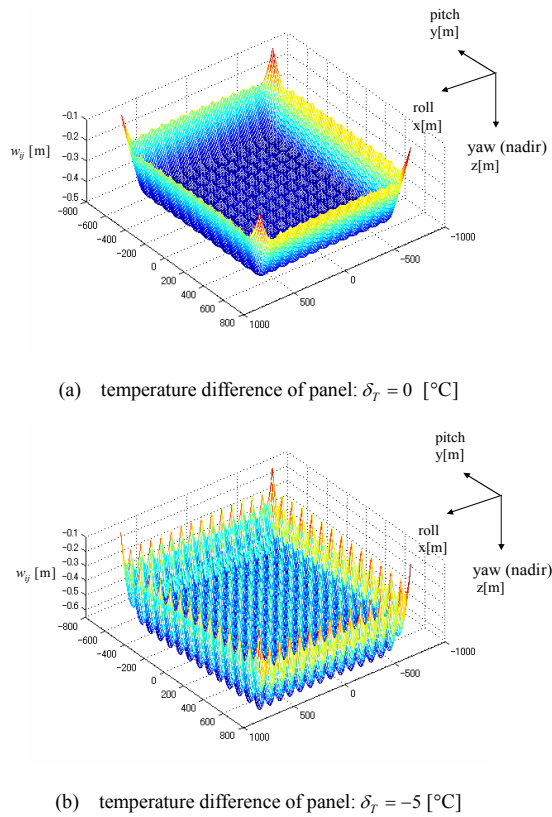 pitch
y[m]
roll
x[m]
yaw (nadir)
z[m]
w_ij [m]
-0.1
-0.2
-0.3
-0.4
-0.5
-800
-600
-400
-200
0
200
400
600
800
1000
500
0
-500
-1000
(a) temperature difference of panel: δ_T = 0 [°C]
pitch
y[m]
roll
x[m]
yaw (nadir)
z[m]
w_ij [m]
-0.1
-0.2
-0.3
-0.4
-0.5
-0.6
-800
-600
-400
-200
0
200
400
600
800
1000
500
0
-500
-1000
(b) temperature difference of panel: δ_T = −5 [°C]